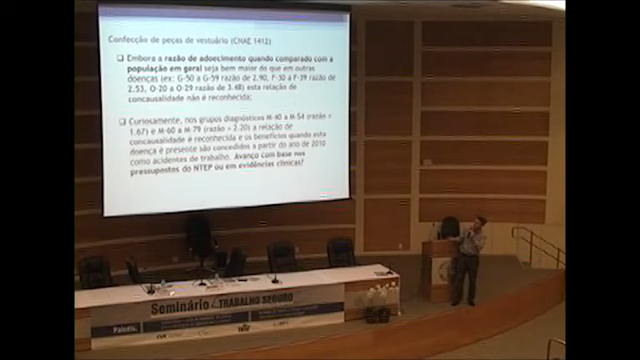 Confecção de peças de vestuário (CNAE 1412)
Embora a razão de adoecimento quando comparado com a
população em geral seja bem maior do que em outras
doenças (ex: G-50 a G-59 razão de 2.90, F-30 a F-39 razão de
2.53, O-20 a O-29 razão de 3.48) esta relação de
concausalidade não é reconhecida;
Curiosamente, nos grupos diagnósticos M-40 a M-54 (razão =
1.67) e M-60 a M-79 (razão = 2.20) a relação de
concausalidade é reconhecida e os benefícios quando esta
doença é presente são concedidos a partir do ano de 2010
como acidentes de trabalho. Avanço com base nos
pressupostos do NTEP ou em evidências clínicas?
Seminário TRABALHO SEGURO